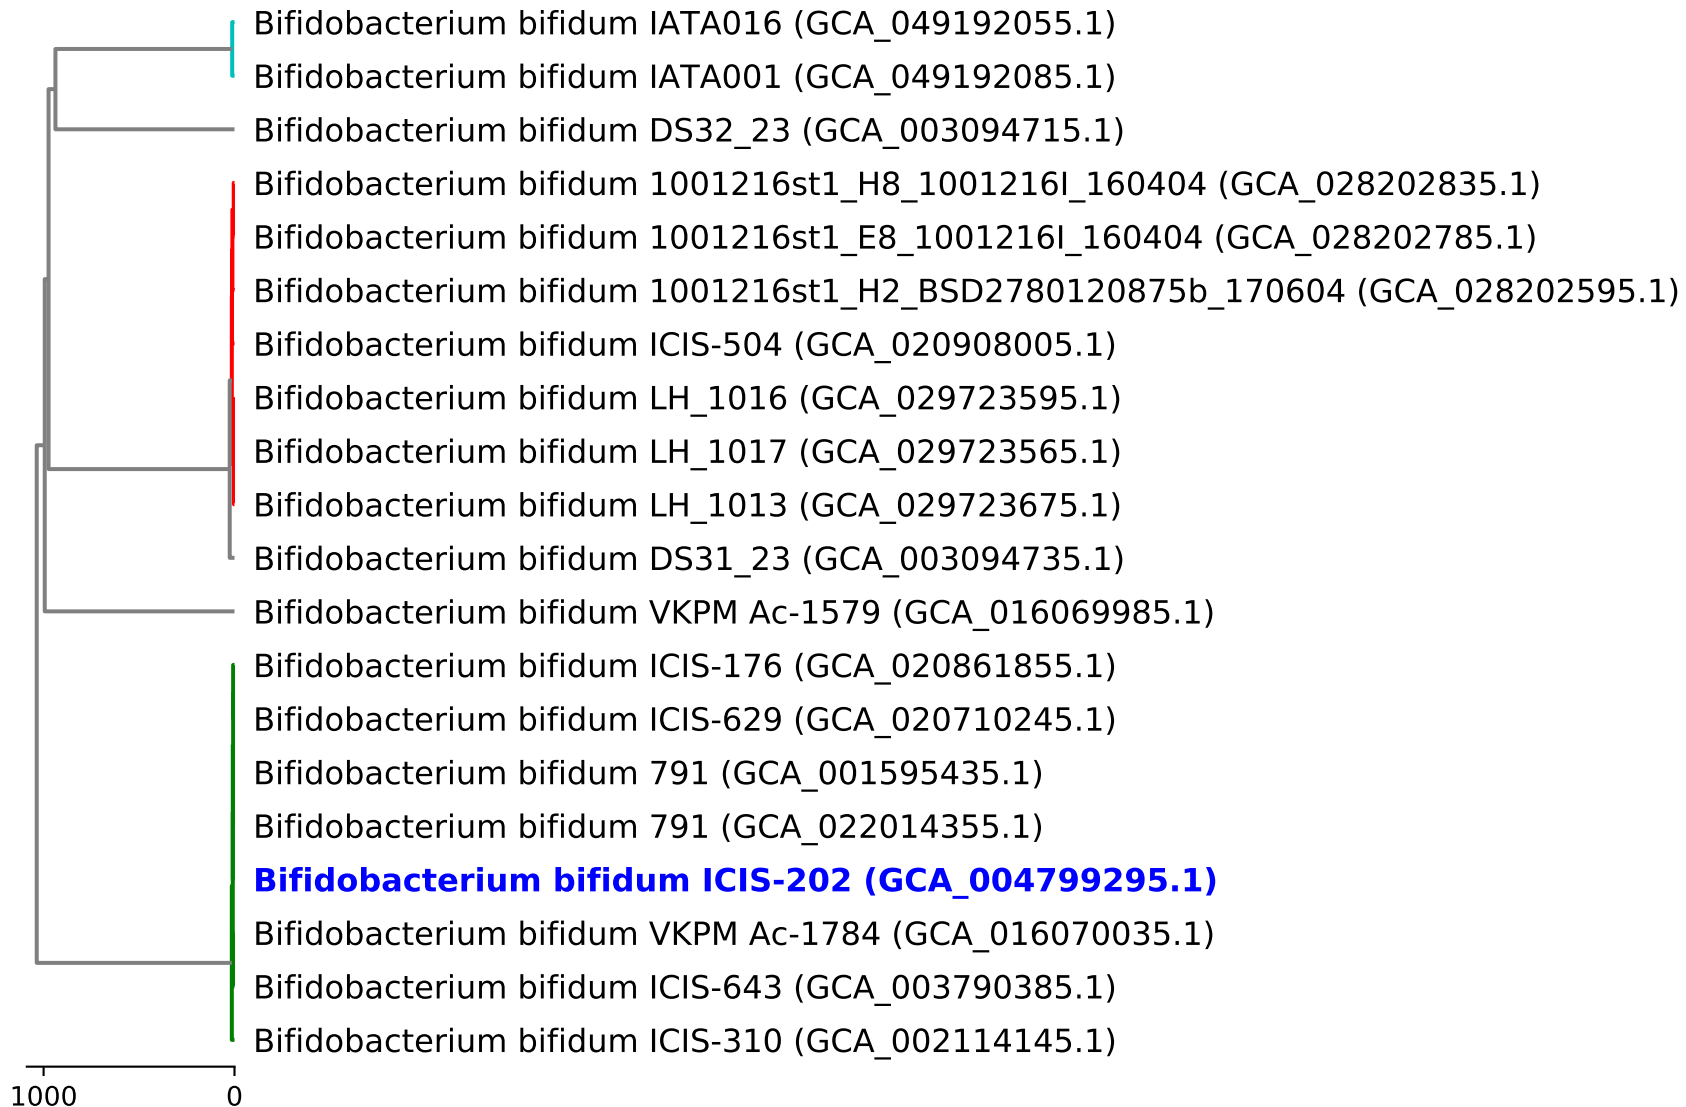 Bifidobacterium bifidum IATA016 (GCA_049192055.1)
Bifidobacterium bifidum IATA001 (GCA_049192085.1)
Bifidobacterium bifidum DS32_23 (GCA_003094715.1)
Bifidobacterium bifidum 1001216st1_H8_1001216I_160404 (GCA_028202835.1)
Bifidobacterium bifidum 1001216st1_E8_1001216I_160404 (GCA_028202785.1)
Bifidobacterium bifidum 1001216st1_H2_BSD2780120875b_170604 (GCA_028202595.1)
Bifidobacterium bifidum ICIS-504 (GCA_020908005.1)
Bifidobacterium bifidum LH_1016 (GCA_029723595.1)
Bifidobacterium bifidum LH_1017 (GCA_029723565.1)
Bifidobacterium bifidum LH_1013 (GCA_029723675.1)
Bifidobacterium bifidum DS31_23 (GCA_003094735.1)
Bifidobacterium bifidum VKPM Ac-1579 (GCA_016069985.1)
Bifidobacterium bifidum ICIS-176 (GCA_020861855.1)
Bifidobacterium bifidum ICIS-629 (GCA_020710245.1)
Bifidobacterium bifidum 791 (GCA_001595435.1)
Bifidobacterium bifidum 791 (GCA_022014355.1)
Bifidobacterium bifidum ICIS-202 (GCA_004799295.1)
Bifidobacterium bifidum VKPM Ac-1784 (GCA_016070035.1)
Bifidobacterium bifidum ICIS-643 (GCA_003790385.1)
Bifidobacterium bifidum ICIS-310 (GCA_002114145.1)
1000 0